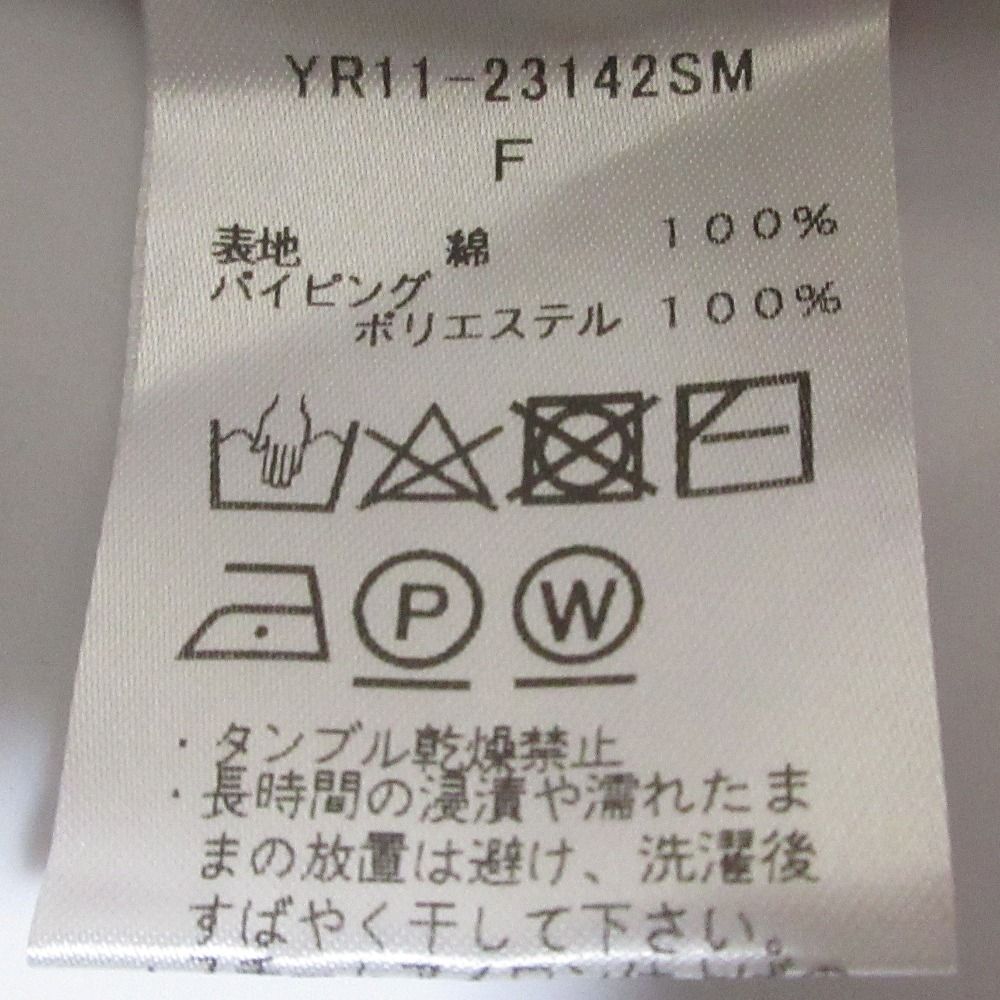 YR11-23142SM
F
表地 綿 100%
パイピング
ポリエステル 100%
P W
・タンブル乾燥禁止
・長時間の浸漬や濡れたま
まの放置は避け、洗濯後
すばやく干して下さい。